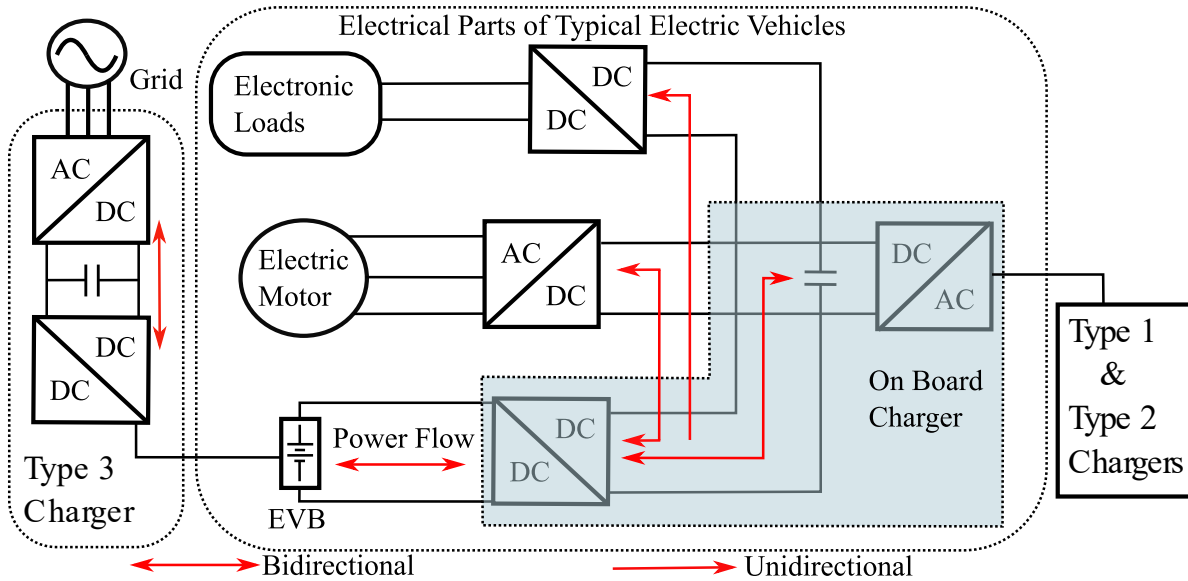 Electrical Parts of Typical Electric Vehicles
Grid
AC
DC
DC
DC
Type 3
Charger
Electronic
Loads
DC
DC
Electric
Motor
AC
DC
DC
AC
On Board
Charger
Power Flow
EVB
DC
DC
Type 1
&
Type 2
Chargers
Bidirectional
Unidirectional